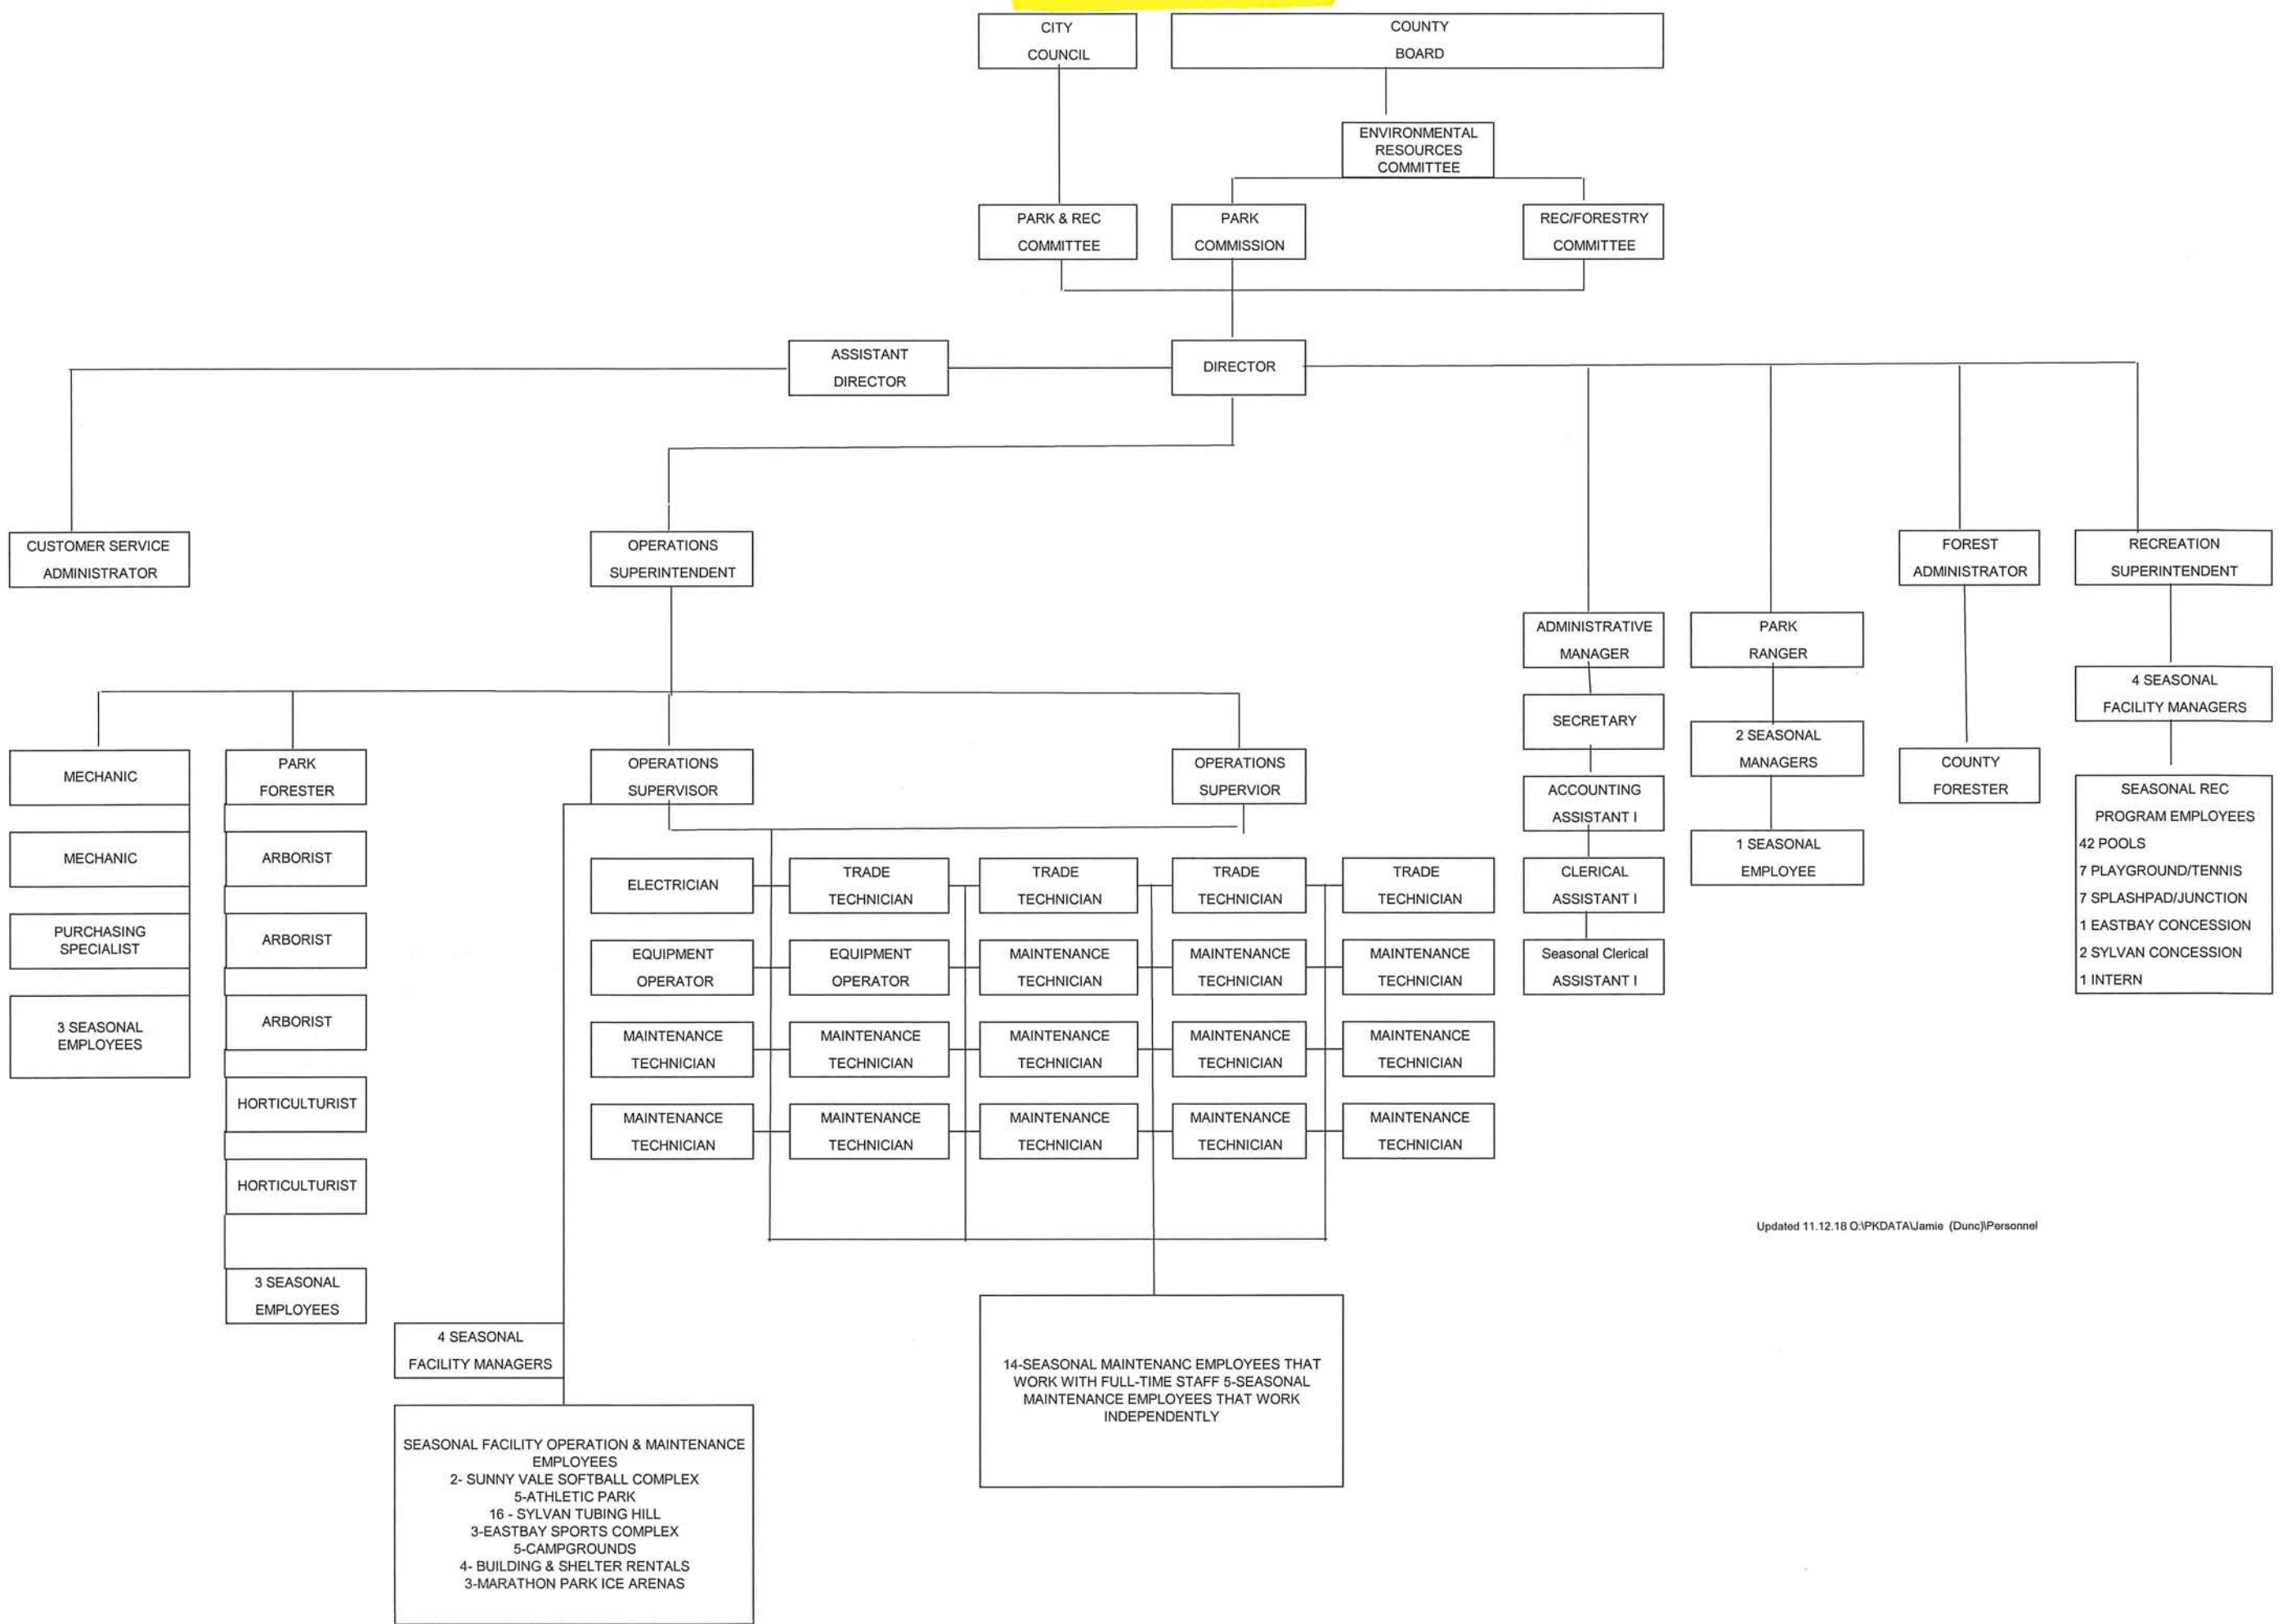 CITY
COUNCIL
COUNTY
BOARD
ENVIRONMENTAL
RESOURCES
COMMITTEE
PARK & REC
COMMITTEE
PARK
COMMISSION
REC/FORESTRY
COMMITTEE
ASSISTANT
DIRECTOR
DIRECTOR
CUSTOMER SERVICE
ADMINISTRATOR
OPERATIONS
SUPERINTENDENT
FOREST
ADMINISTRATOR
RECREATION
SUPERINTENDENT
ADMINISTRATIVE
MANAGER
PARK
RANGER
4 SEASONAL
FACILITY MANAGERS
SECRETARY
2 SEASONAL
MANAGERS
MECHANIC
PARK
FORESTER
OPERATIONS
SUPERVISOR
OPERATIONS
SUPERVIOR
COUNTY
FORESTER
ACCOUNTING
ASSISTANT I
SEASONAL REC
PROGRAM EMPLOYEES
42 POOLS
7 PLAYGROUND/TENNIS
7 SPLASHPAD/JUNCTION
1 EASTBAY CONCESSION
2 SYLVAN CONCESSION
1 INTERN
MECHANIC
ARBORIST
1 SEASONAL
EMPLOYEE
ELECTRICIAN
TRADE
TECHNICIAN
TRADE
TECHNICIAN
TRADE
TECHNICIAN
TRADE
TECHNICIAN
CLERICAL
ASSISTANT I
PURCHASING
SPECIALIST
ARBORIST
EQUIPMENT
OPERATOR
EQUIPMENT
OPERATOR
MAINTENANCE
TECHNICIAN
MAINTENANCE
TECHNICIAN
MAINTENANCE
TECHNICIAN
Seasonal Clerical
ASSISTANT I
3 SEASONAL
EMPLOYEES
ARBORIST
MAINTENANCE
TECHNICIAN
MAINTENANCE
TECHNICIAN
MAINTENANCE
TECHNICIAN
MAINTENANCE
TECHNICIAN
MAINTENANCE
TECHNICIAN
HORTICULTURIST
MAINTENANCE
TECHNICIAN
MAINTENANCE
TECHNICIAN
MAINTENANCE
TECHNICIAN
MAINTENANCE
TECHNICIAN
MAINTENANCE
TECHNICIAN
HORTICULTURIST
Updated 11.12.18 O:\PKDATA\Jamie (Dunc)\Personnel
3 SEASONAL
EMPLOYEES
4 SEASONAL
FACILITY MANAGERS
14-SEASONAL MAINTENANC EMPLOYEES THAT
WORK WITH FULL-TIME STAFF 5-SEASONAL
MAINTENANCE EMPLOYEES THAT WORK
INDEPENDENTLY
SEASONAL FACILITY OPERATION & MAINTENANCE
EMPLOYEES
2- SUNNY VALE SOFTBALL COMPLEX
5-ATHLETIC PARK
16 - SYLVAN TUBING HILL
3-EASTBAY SPORTS COMPLEX
5-CAMPGROUNDS
4- BUILDING & SHELTER RENTALS
3-MARATHON PARK ICE ARENAS